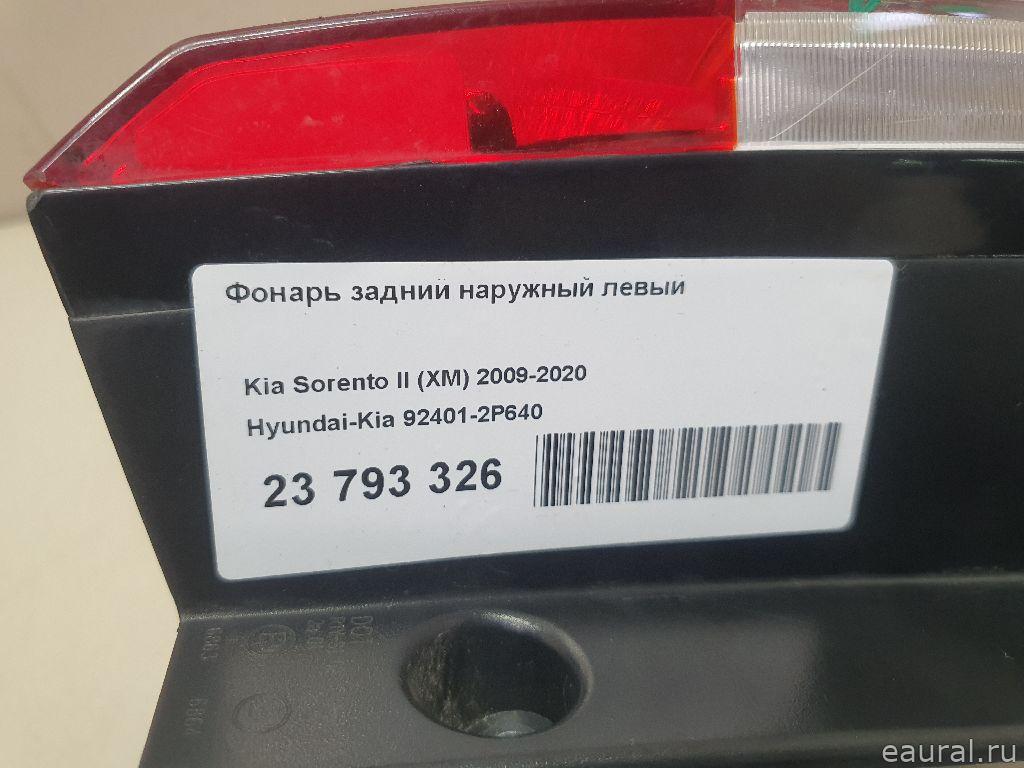 Фонарь задний наружный левый
Kia Sorento II (XM) 2009-2020
Hyundai-Kia 92401-2P640
23 793 326
DOT
eaural.ru